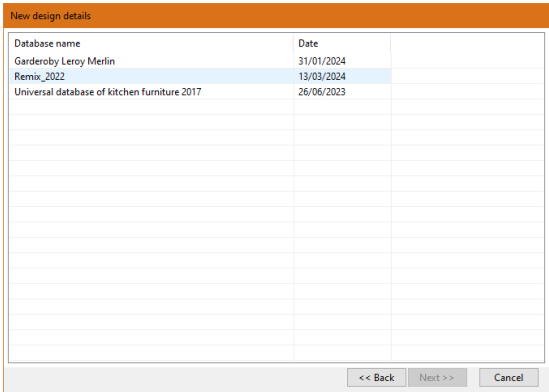 New design details
Database name Date
Garderoby Leroy Merlin 31/01/2024
Remix_2022 13/03/2024
Universal database of kitchen furniture 2017 26/06/2023
<< Back Next >> Cancel